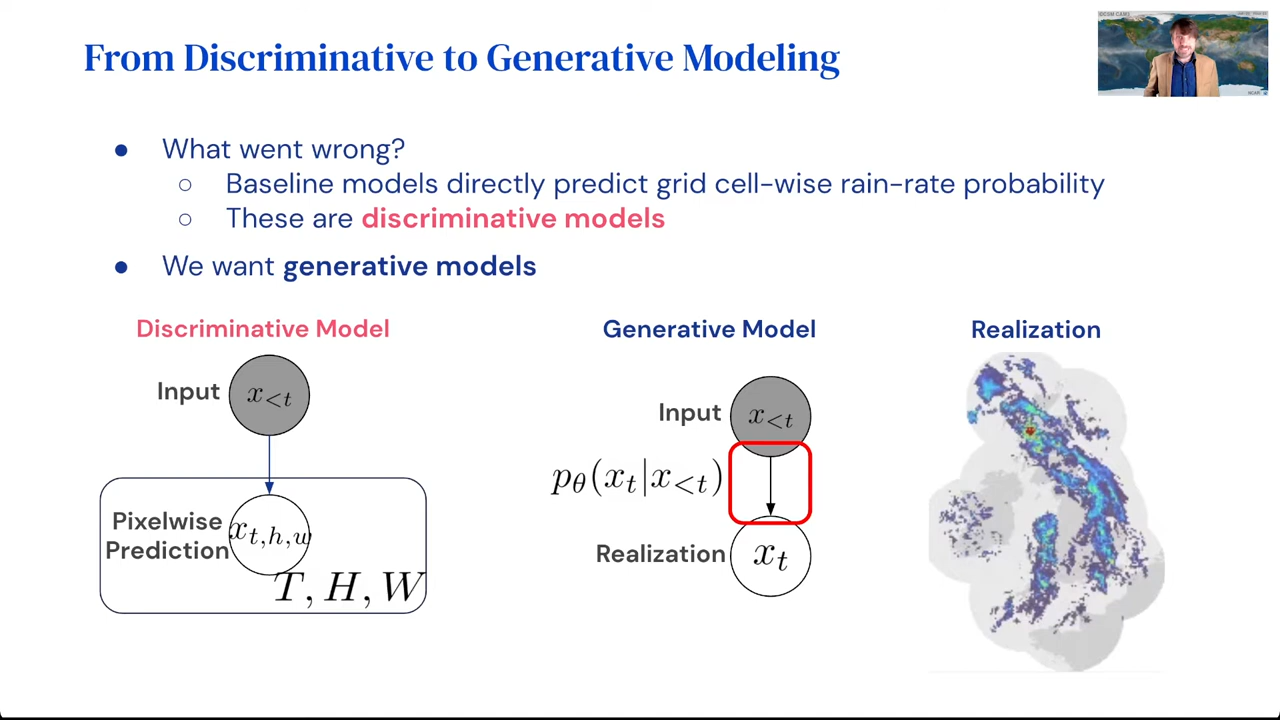 From Discriminative to Generative Modeling
● What went wrong?
○ Baseline models directly predict grid cell-wise rain-rate probability
○ These are discriminative models
● We want generative models
Discriminative Model
Input
x_{<t}
Pixelwise
Prediction
x_{t,h,w}
T, H, W
Generative Model
Input
x_{<t}
p_θ(x_t|x_{<t})
Realization
x_t
Realization